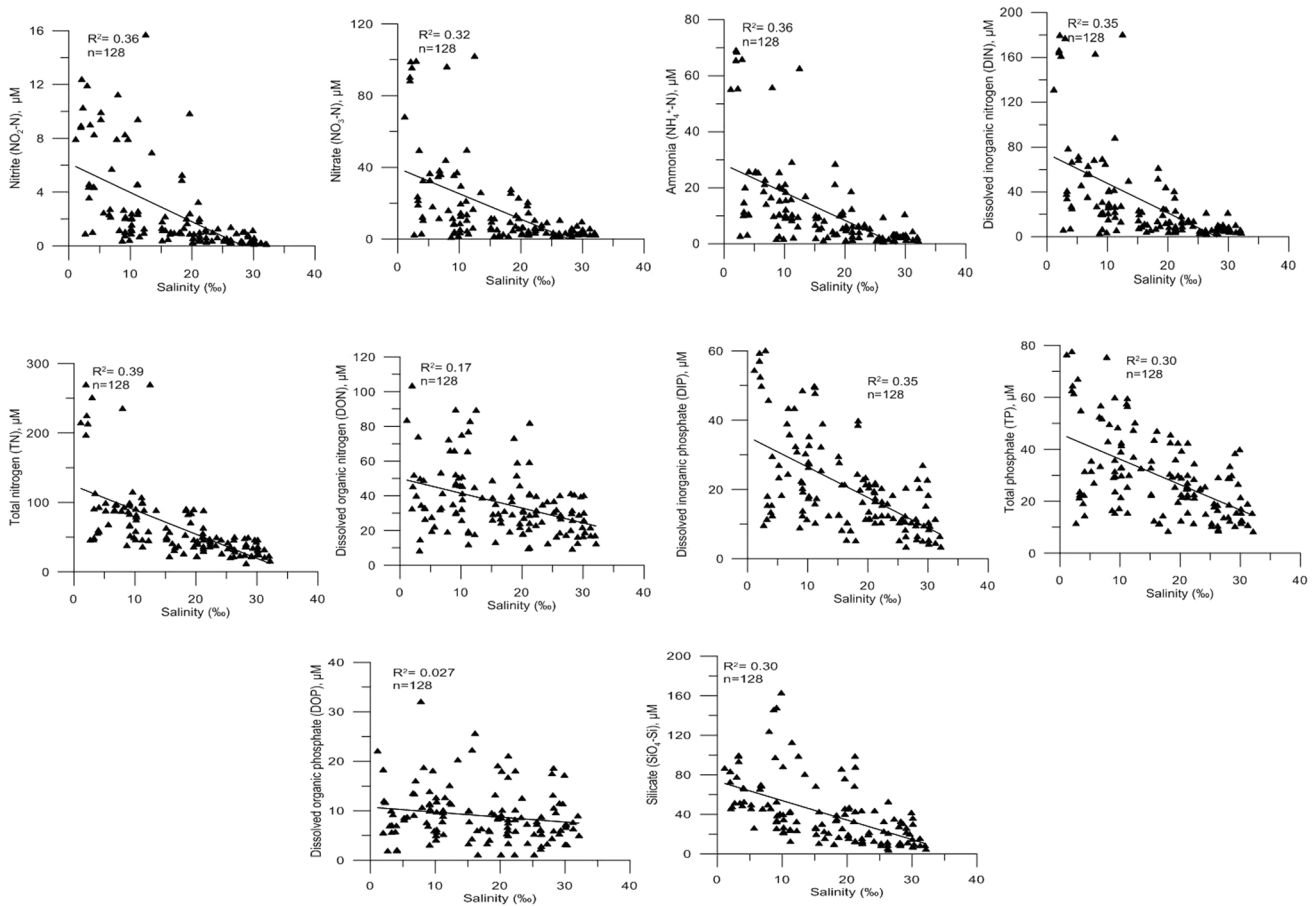 Nitrite (NO2-N), µM
16
12
8
4
0
R²= 0.36
n=128
0 10 20 30 40
Salinity (‰)
Nitrate (NO3-N), µM
120
80
40
0
R²= 0.32
n=128
0 10 20 30 40
Salinity (‰)
Ammonia (NH4⁺-N), µM
80
60
40
20
0
R²= 0.36
n=128
0 10 20 30 40
Salinity (‰)
Dissolved inorganic nitrogen (DIN), µM
200
160
120
80
40
0
R²= 0.35
n=128
0 10 20 30 40
Salinity (‰)
Total nitrogen (TN), µM
300
200
100
0
R²= 0.39
n=128
0 10 20 30 40
Salinity (‰)
Dissolved organic nitrogen (DON), µM
120
100
80
60
40
20
0
R²= 0.17
n=128
0 10 20 30 40
Salinity (‰)
Dissolved inorganic phosphate (DIP), µM
60
40
20
0
R²= 0.35
n=128
0 10 20 30 40
Salinity (‰)
Total phosphate (TP), µM
80
60
40
20
0
R²= 0.30
n=128
0 10 20 30 40
Salinity (‰)
Dissolved organic phosphate (DOP), µM
40
30
20
10
0
R²= 0.027
n=128
0 10 20 30 40
Salinity (‰)
Silicate (SiO4-Si), µM
200
160
120
80
40
0
R²= 0.30
n=128
0 10 20 30 40
Salinity (‰)